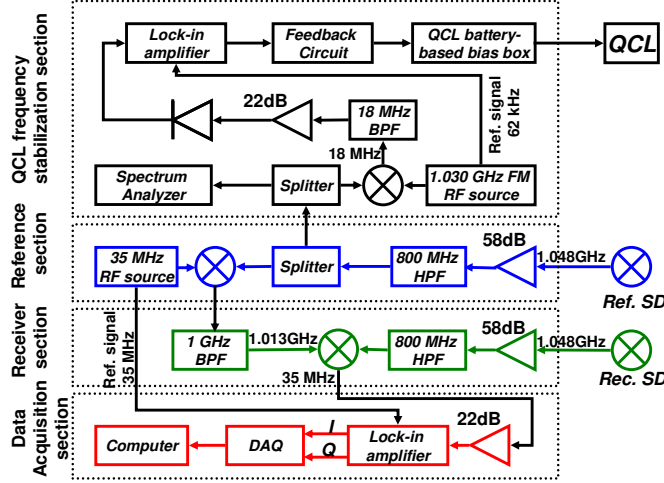 QCL frequency
stabilization section
Lock-in
amplifier
Feedback
Circuit
QCL battery-
based bias box
QCL
22dB
18 MHz
BPF
Ref. signal
62 kHz
18 MHz
Spectrum
Analyzer
Splitter
1.030 GHz FM
RF source
Reference
section
35 MHz
RF source
Splitter
800 MHz
HPF
58dB
1.048GHz
Ref. SD
Receiver
section
Ref. signal
35 MHz
1 GHz
BPF
1.013GHz
35 MHz
800 MHz
HPF
58dB
1.048GHz
Rec. SD
Data
Acquisition
section
Computer
DAQ
I
Q
Lock-in
amplifier
22dB